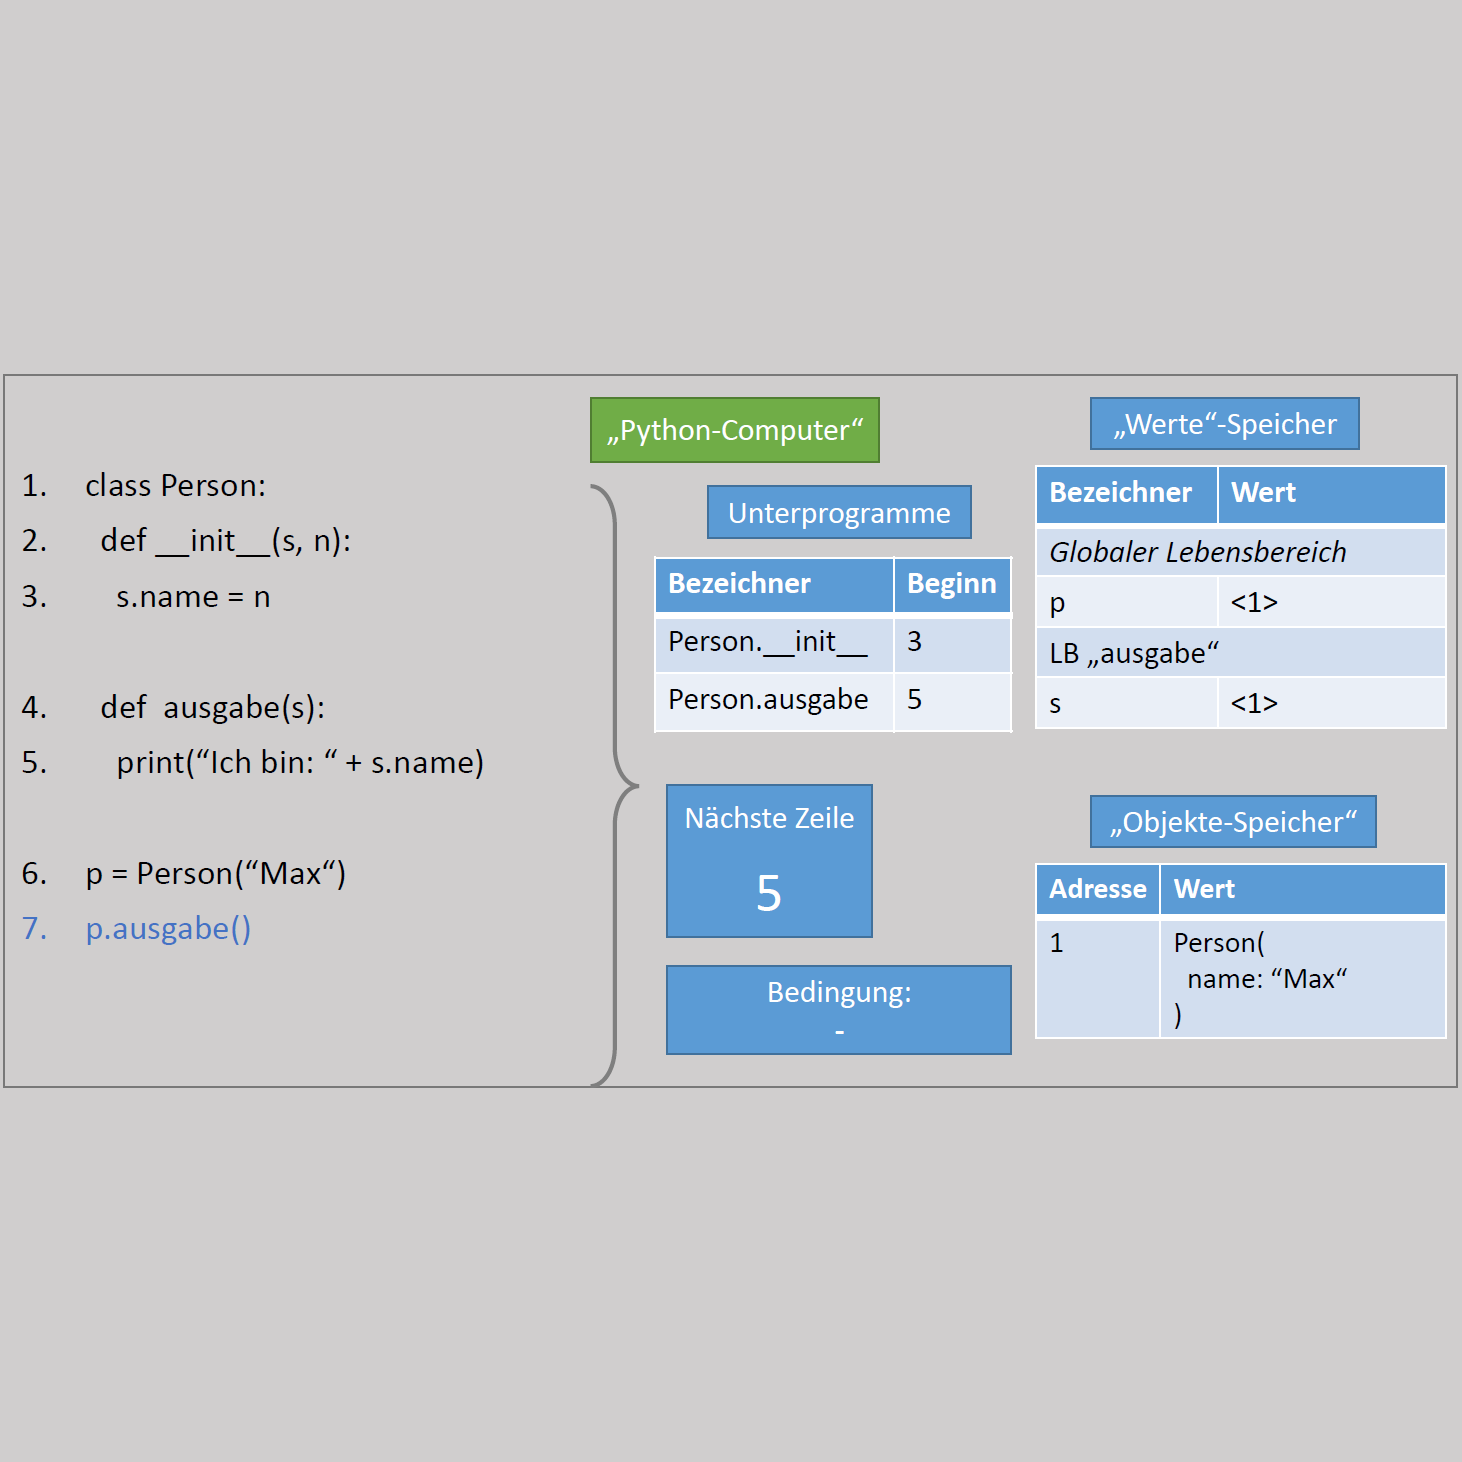 1. class Person:
2. def __init__(s, n):
3. s.name = n
4. def ausgabe(s):
5. print(“Ich bin: “ + s.name)
6. p = Person(“Max“)
7. p.ausgabe()
„Python-Computer“
Unterprogramme
Bezeichner Beginn
Person.__init__ 3
Person.ausgabe 5
Nächste Zeile
5
Bedingung:
-
„Werte“-Speicher
Bezeichner Wert
Globaler Lebensbereich
p <1>
LB „ausgabe“
s <1>
„Objekte-Speicher“
Adresse Wert
1 Person(
name: “Max“
)